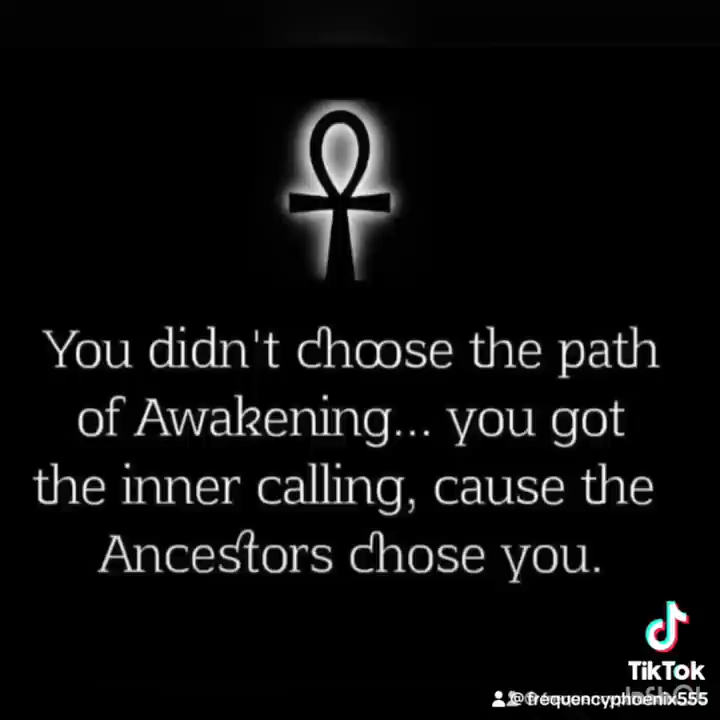 You didn't choose the path
of Awakening... you got
the inner calling, cause the
Ancestors chose you.
TikTok
@frequencyphoenix555